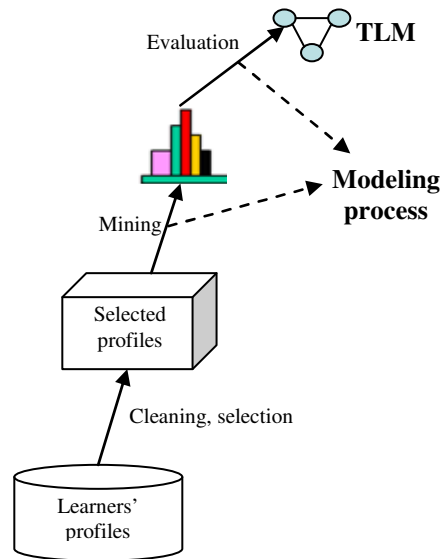 Evaluation
TLM
Modeling
process
Mining
Selected
profiles
Cleaning, selection
Learners'
profiles